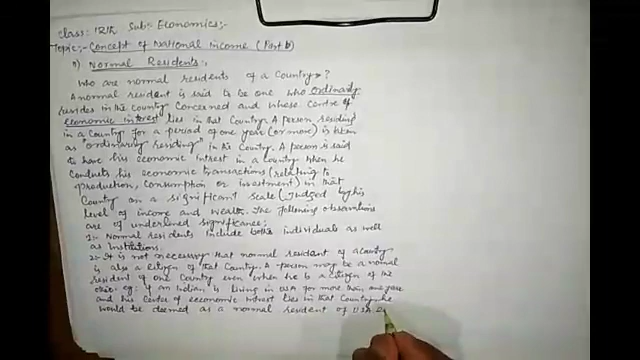 Class: 12th Sub:- Economics;-
Topic;- Concept of National income (Part 6)
Normal Residents:
Who are normal residents of a country?
A normal resident is said to be one who ordinarily
resides in the country concerned and whose centre of
economic interest lies in that country. A person residing
in a country for a period of one year (or more) is taken
as "ordinarily residing" in the country. A person is said
to have his economic interest in a country when he
conducts his economic transactions (relating to
production, consumption or investment) in that
country on a significant scale (judged by his
level of income and wealth. The following observations
are of underlined significance;
1:- Normal residents include both individuals as well
as Institutions.
2:- It is not necessary that normal resident of a country
is also a citizen of that country. A person may be a normal
resident of one country even when he is a citizen of the
other. eg: if an Indian is living in USA for more than one year
and his center of economic interest lies in that country, he
would be deemed as a normal resident of USA